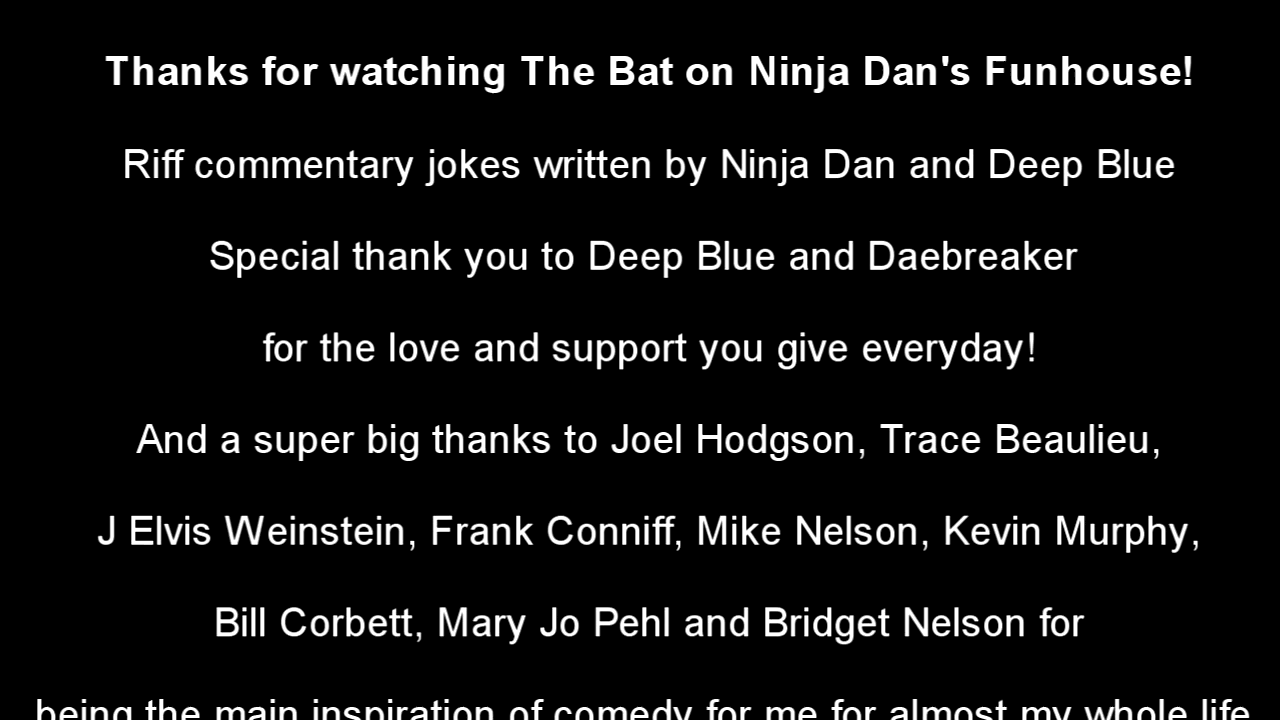 Thanks for watching The Bat on Ninja Dan's Funhouse!
Riff commentary jokes written by Ninja Dan and Deep Blue
Special thank you to Deep Blue and Daebreaker
for the love and support you give everyday!
And a super big thanks to Joel Hodgson, Trace Beaulieu,
J Elvis Weinstein, Frank Conniff, Mike Nelson, Kevin Murphy,
Bill Corbett, Mary Jo Pehl and Bridget Nelson for
being the main inspiration of comedy for me for almost my whole life